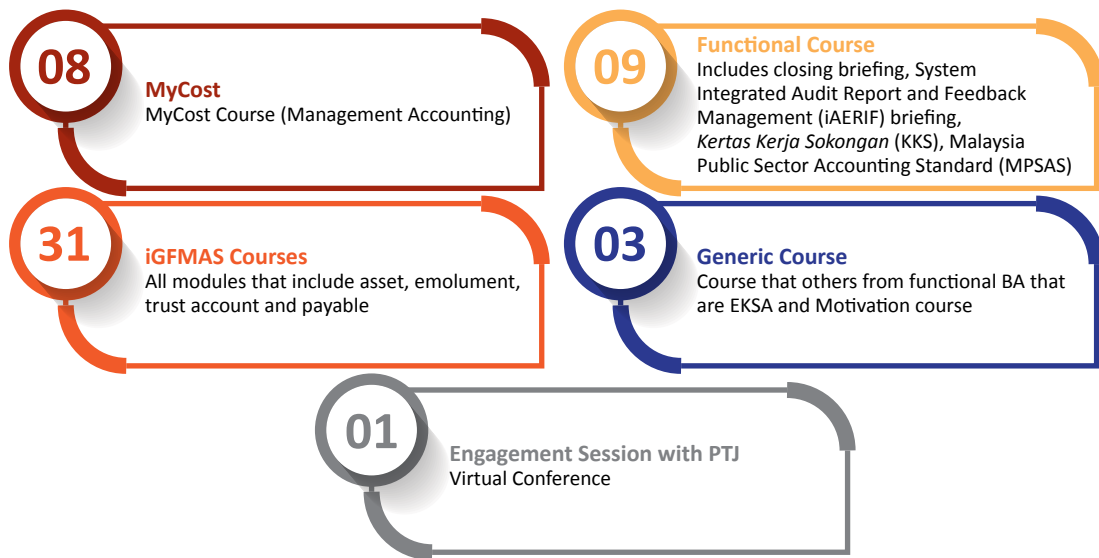 08
MyCost
MyCost Course (Management Accounting)
09
Functional Course
Includes closing briefing, System
Integrated Audit Report and Feedback
Management (iAERIF) briefing,
Kertas Kerja Sokongan (KKS), Malaysia
Public Sector Accounting Standard (MPSAS)
31
iGFMAS Courses
All modules that include asset, emolument,
trust account and payable
03
Generic Course
Course that others from functional BA that
are EKSA and Motivation course
01
Engagement Session with PTJ
Virtual Conference